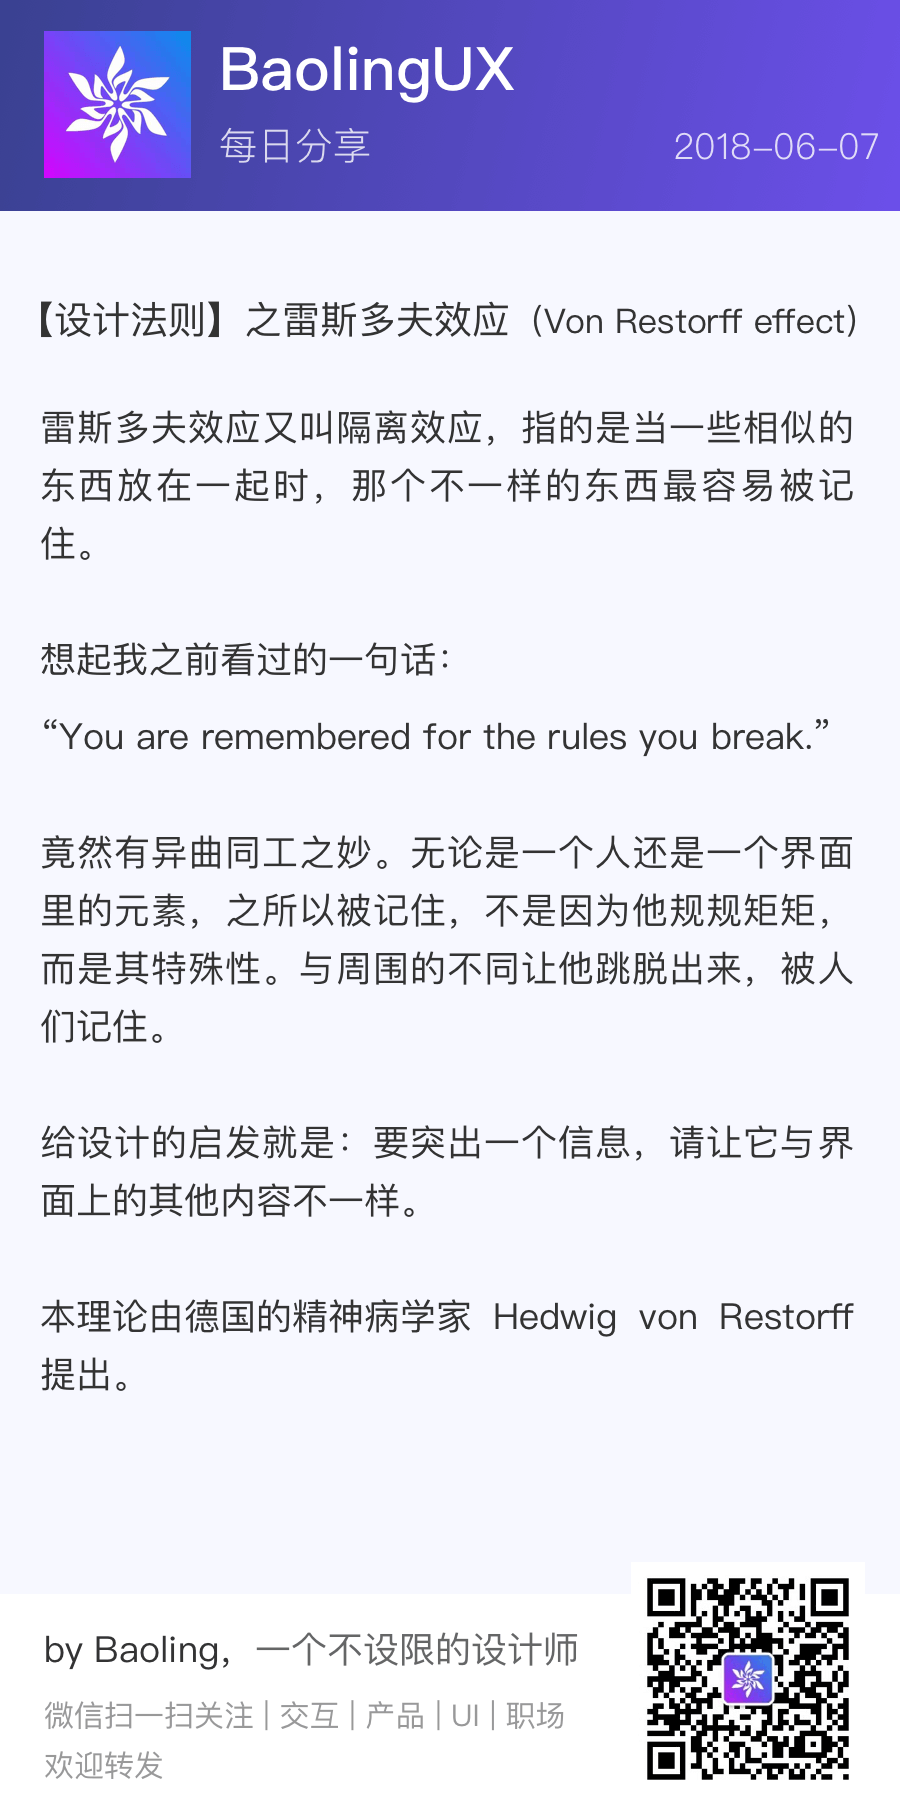 BaolingUX
每日分享
2018-06-07
【设计法则】之雷斯多夫效应（Von Restorff effect）
雷斯多夫效应又叫隔离效应，指的是当一些相似的
东西放在一起时，那个不一样的东西最容易被记
住。
想起我之前看过的一句话：
“You are remembered for the rules you break.”
竟然有异曲同工之妙。无论是一个人还是一个界面
里的元素，之所以被记住，不是因为他规规矩矩，
而是其特殊性。与周围的不同让他跳脱出来，被人
们记住。
给设计的启发就是：要突出一个信息，请让它与界
面上的其他内容不一样。
本理论由德国的精神病学家 Hedwig von Restorff
提出。
by Baoling，一个不设限的设计师
微信扫一扫关注 | 交互 | 产品 | UI | 职场
欢迎转发